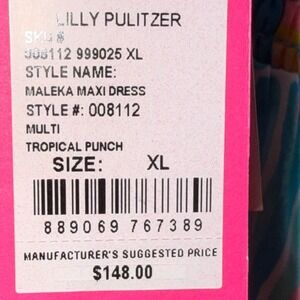 LILLY PULITZER
SKU #
008112 999025 XL
STYLE NAME:
MALEKA MAXI DRESS
STYLE #: 008112
MULTI
TROPICAL PUNCH
SIZE: XL
889069 767389
MANUFACTURER'S SUGGESTED PRICE
$148.00